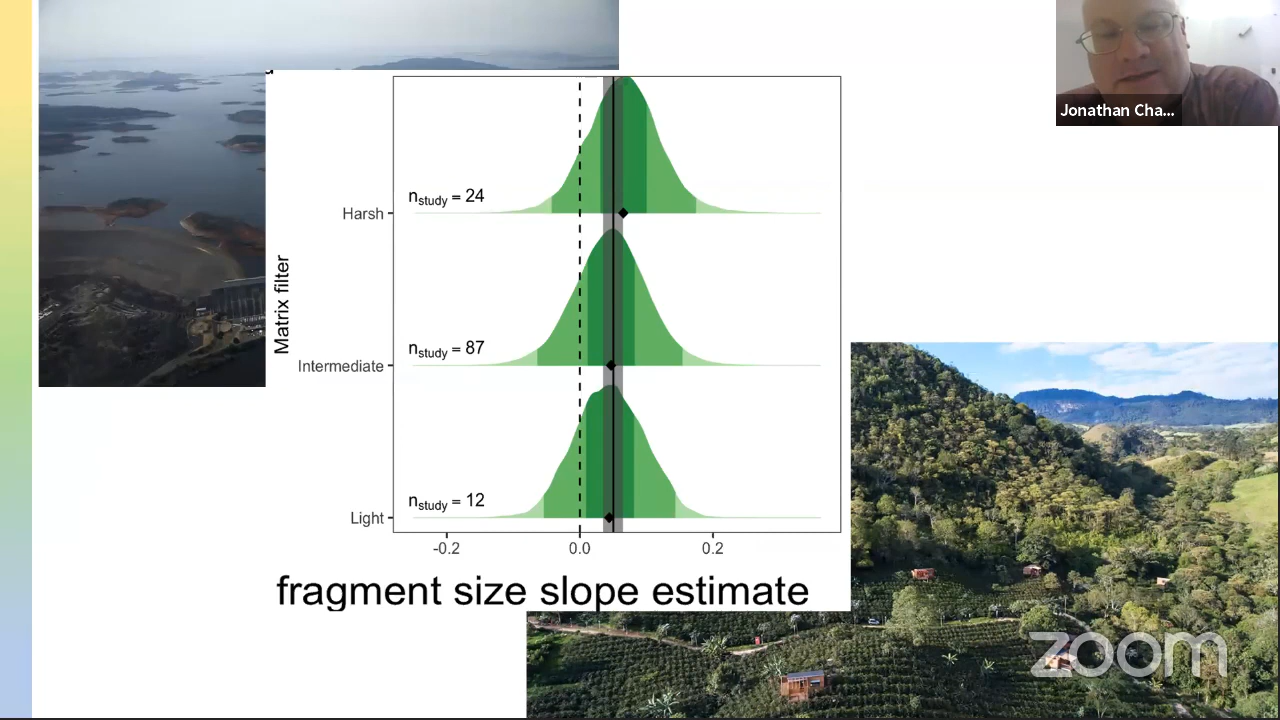 Jonathan Cha...
n_study = 24
Harsh
Matrix filter
n_study = 87
Intermediate
n_study = 12
Light
-0.2 0.0 0.2
fragment size slope estimate
zoom